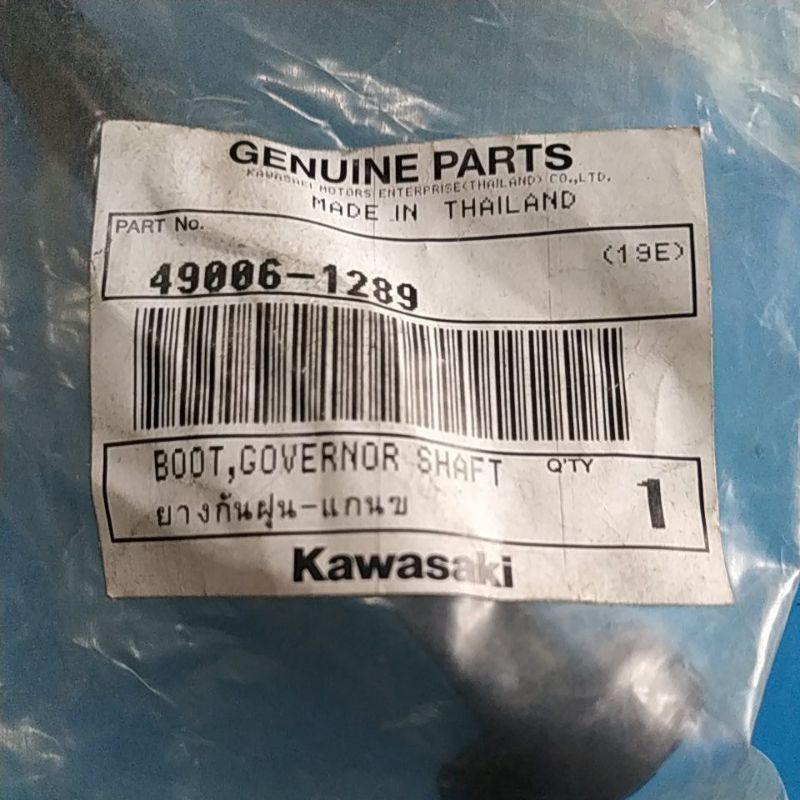 GENUINE PARTS
KAWASAKI MOTORS ENTERPRISE(THAILAND) CO.,LTD.
MADE IN THAILAND
PART No.
(19E)
49006-1289
BOOT,GOVERNOR SHAFT Q'TY
ยางกันฝุ่น-แกนข 1
Kawasaki